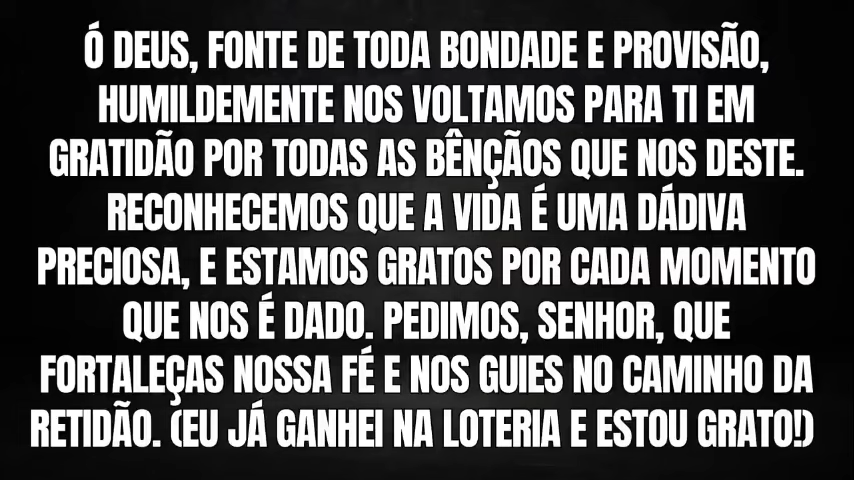 Ó DEUS, FONTE DE TODA BONDADE E PROVISÃO,
HUMILDEMENTE NOS VOLTAMOS PARA TI EM
GRATIDÃO POR TODAS AS BÊNÇÃOS QUE NOS DESTE.
RECONHECEMOS QUE A VIDA É UMA DÁDIVA
PRECIOSA, E ESTAMOS GRATOS POR CADA MOMENTO
QUE NOS É DADO. PEDIMOS, SENHOR, QUE
FORTALEÇAS NOSSA FÉ E NOS GUIES NO CAMINHO DA
RETIDÃO. (EU JÁ GANHEI NA LOTERIA E ESTOU GRATO!)